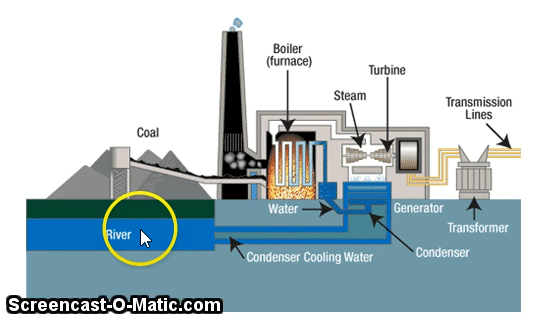 Boiler
(furnace)
Turbine
Steam
Transmission
Lines
Coal
Water
Generator
Transformer
River
Condenser
Condenser Cooling Water
Screencast-O-Matic.com